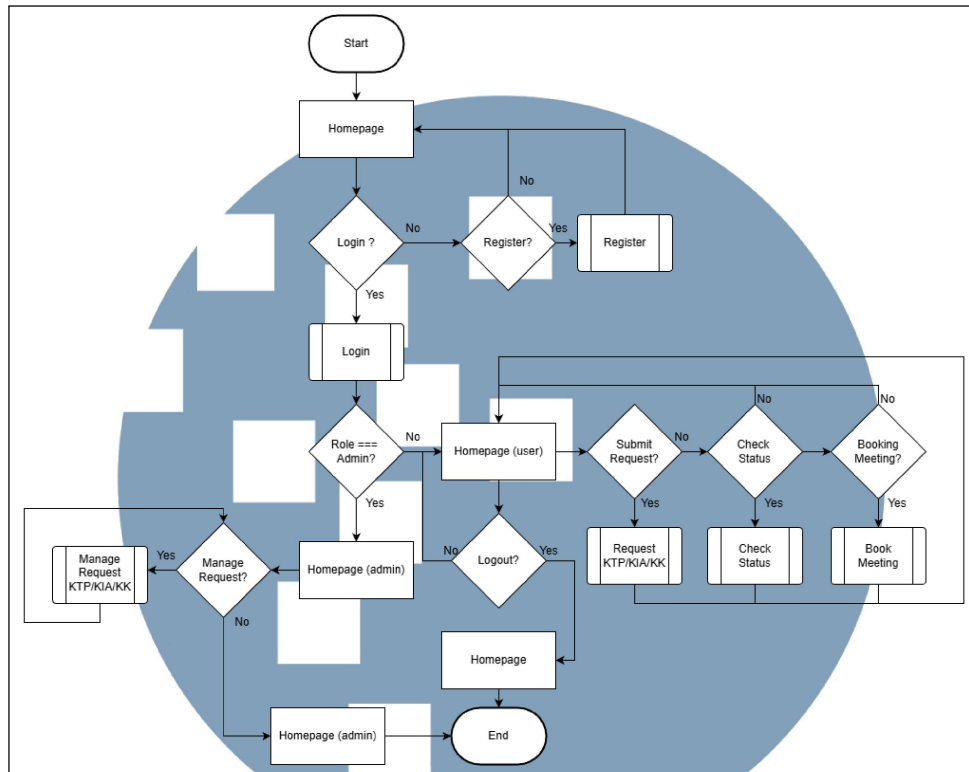 Start
Homepage
Login ?
No
Register?
No
Yes
Register
Yes
Login
Role ===
Admin?
No
Homepage (user)
Submit
Request?
No
Check
Status
No
Booking
Meeting?
No
Yes
Yes
Yes
Yes
Request
KTP/KIA/KK
Check
Status
Book
Meeting
Logout?
No
Yes
Homepage (admin)
Manage
Request?
Yes
Manage
Request
KTP/KIA/KK
No
Homepage
Homepage (admin)
End